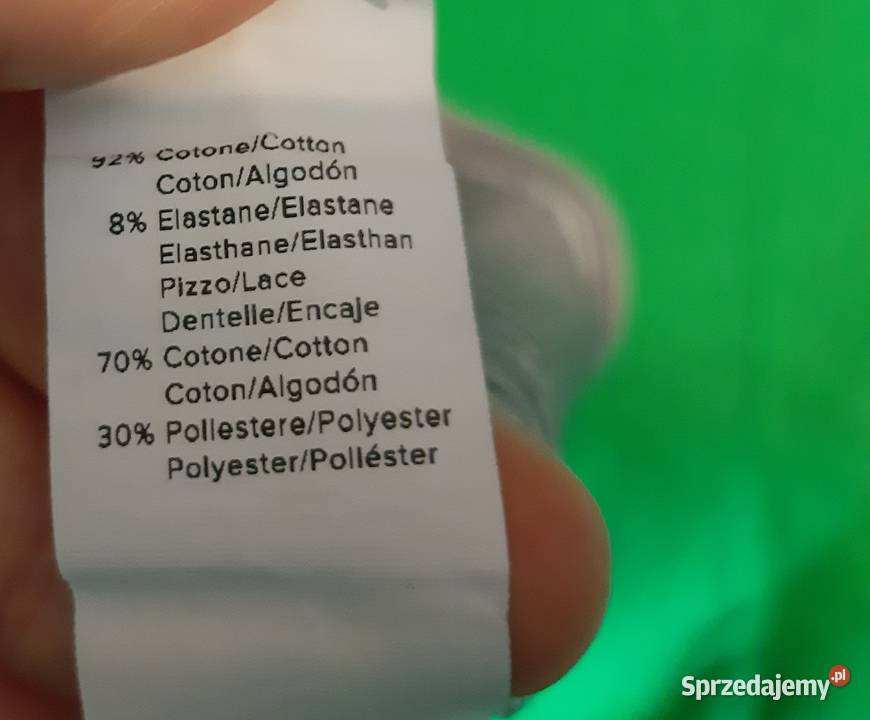 92% Cotone/Cotton
Coton/Algodón
8% Elastane/Elastane
Elasthane/Elasthan
Pizzo/Lace
Dentelle/Encaje
70% Cotone/Cotton
Coton/Algodón
30% Poliestere/Polyester
Polyester/Poliéster
Sprzedajemy.pl